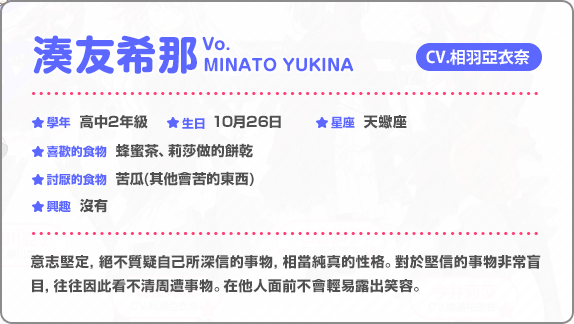 湊友希那 Vo. MINATO YUKINA CV.相羽亞衣奈
★學年 高中2年級 ★生日 10月26日 ★星座 天蠍座
★喜歡的食物 蜂蜜茶、莉莎做的餅乾
★討厭的食物 苦瓜(其他會苦的東西)
★興趣 沒有
意志堅定, 絕不質疑自己所深信的事物, 相當純真的性格。對於堅信的事物非常盲
目, 往往因此看不清周遭事物。在他人面前不會輕易露出笑容。